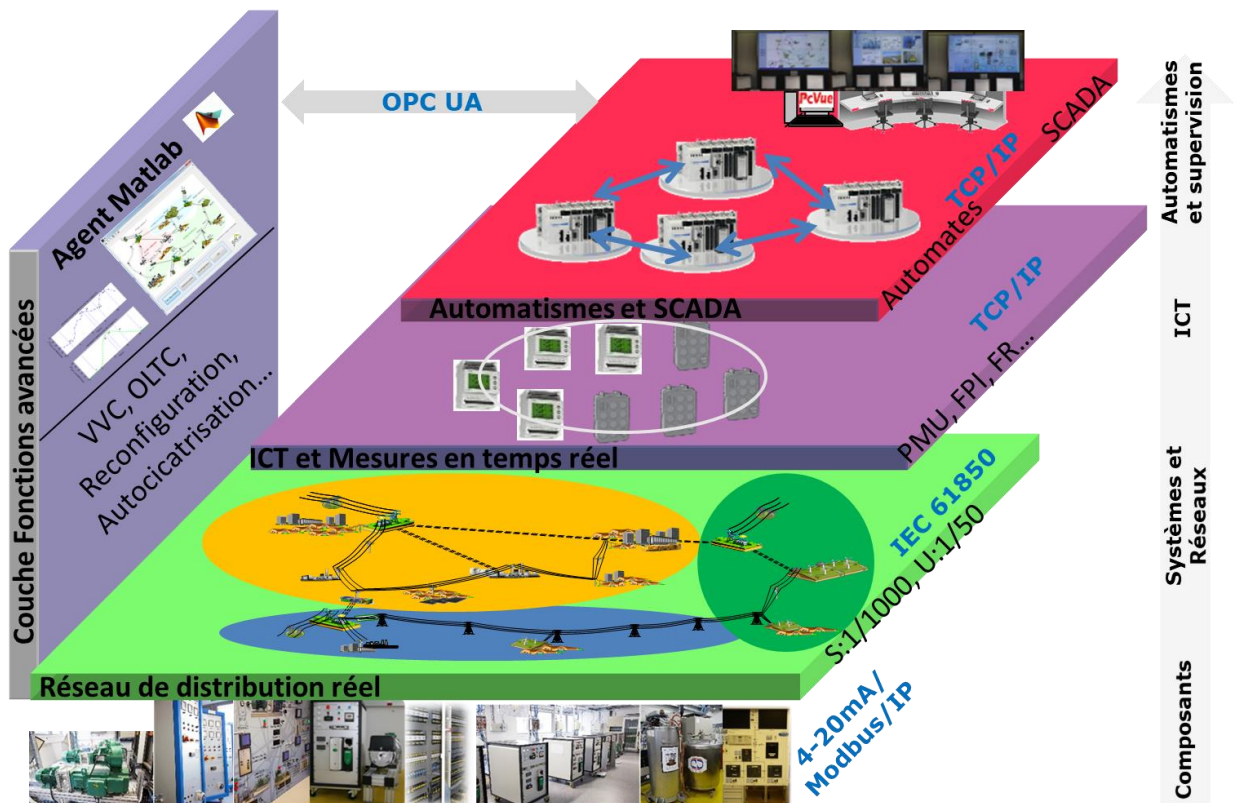 OPC UA
PcVue
SCADA
TCP/IP
Automates
Automatismes et SCADA
Agent Matlab
VVC, OLTC,
Reconfiguration,
Autocicatrisation...
Couche Fonctions avancées
TCP/IP
PMU, FPI, FR...
ICT et Mesures en temps réel
IEC 61850
S:1/1000, U:1/50
Réseau de distribution réel
4-20mA/
Modbus/IP
Automatismes
et supervision
ICT
Systèmes et
Réseaux
Composants